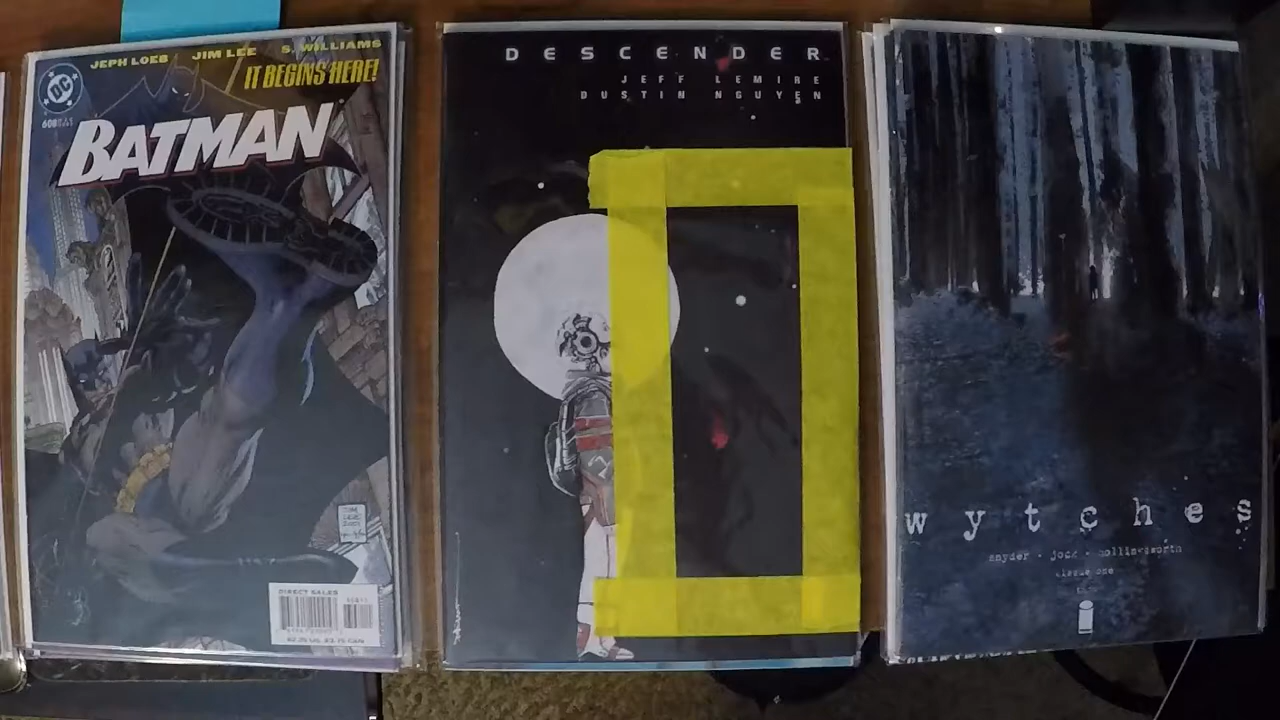 JEPH LOEB JIM LEE S. WILLIAMS
IT BEGINS HERE!
DC
608
BATMAN
DIRECT SALES
DESCENDER
JEFF LEMIRE
DUSTIN NGUYEN
wytches
snyder • jock • hollingsworth
issue one